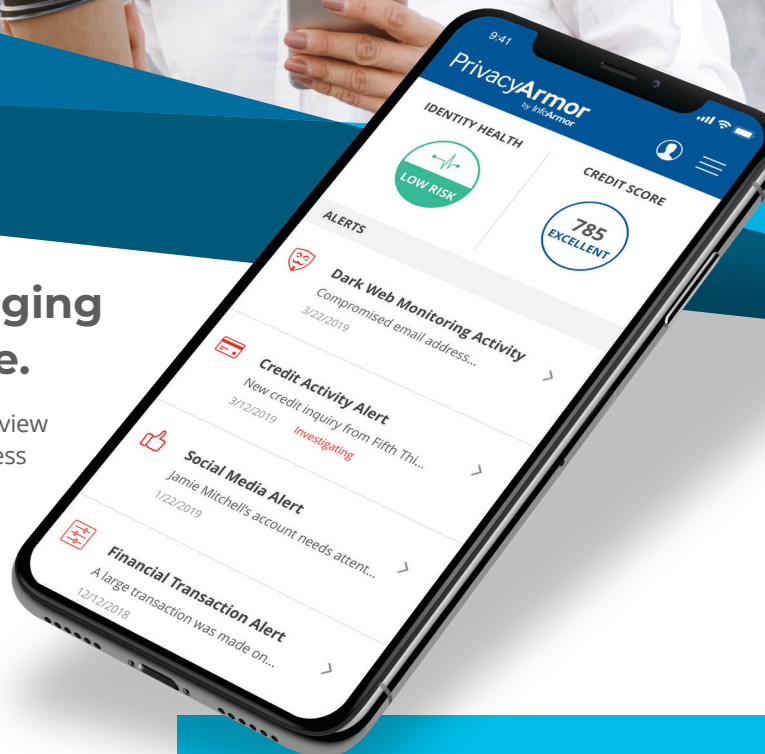 9:41
PrivacyArmor
by InfoArmor
IDENTITY HEALTH
LOW RISK
CREDIT SCORE
785
EXCELLENT
ALERTS
Dark Web Monitoring Activity
Compromised email address...
3/22/2019
Credit Activity Alert
New credit inquiry from Fifth Thi...
3/12/2019 Investigating
Social Media Alert
Jamie Mitchell's account needs attent...
1/22/2019
Financial Transaction Alert
A large transaction was made on...
12/12/2018
ging
e.
view
ess